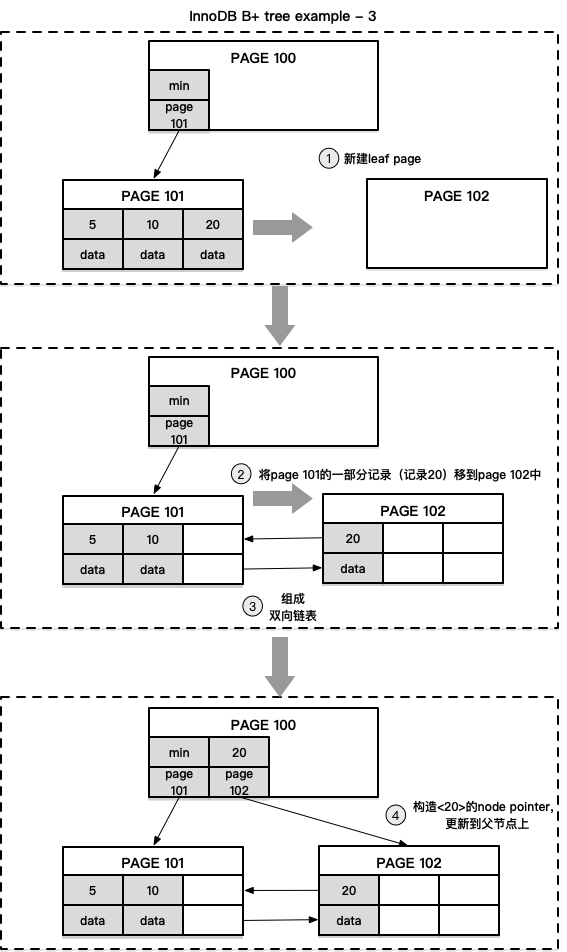 InnoDB B+ tree example – 3
PAGE 100
min
page
101
① 新建leaf page
PAGE 101
5 10 20
data data data
PAGE 102
PAGE 100
min
page
101
② 将page 101的一部分记录（记录20）移到page 102中
PAGE 101
5 10
data data
PAGE 102
20
data
③ 组成
双向链表
PAGE 100
min 20
page page
101 102
④ 构造<20>的node pointer,
更新到父节点上
PAGE 101
5 10
data data
PAGE 102
20
data